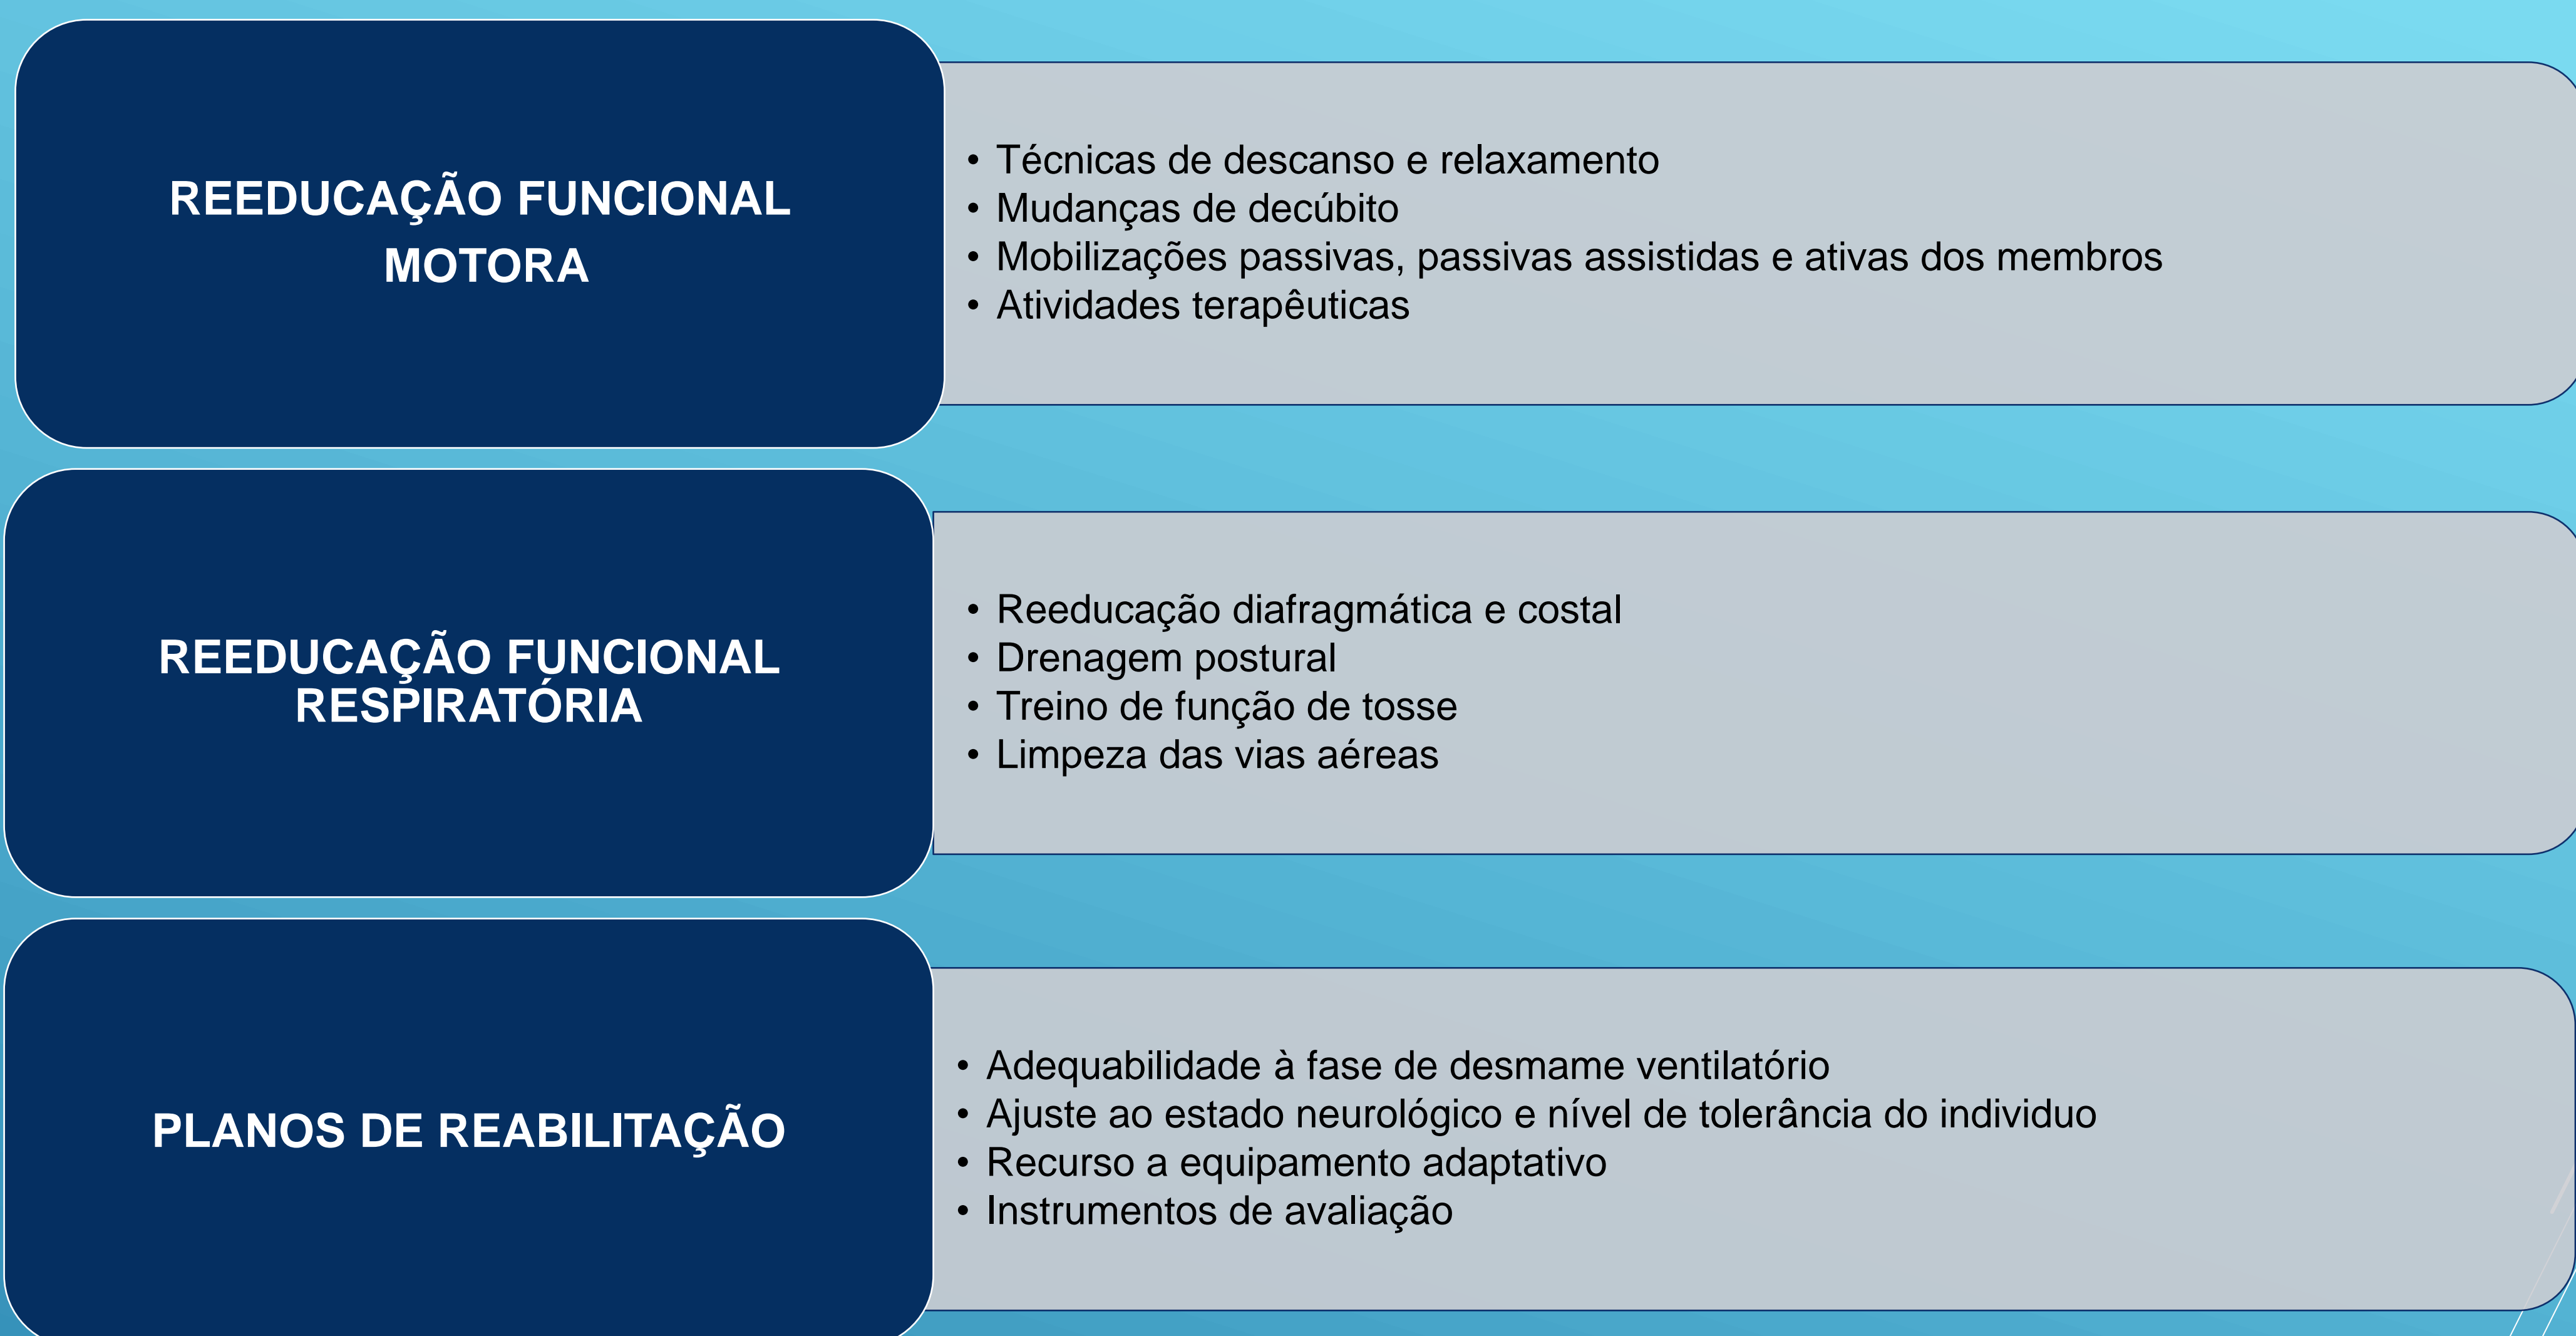 REEDUCAÇÃO FUNCIONAL
MOTORA
• Técnicas de descanso e relaxamento
• Mudanças de decúbito
• Mobilizações passivas, passivas assistidas e ativas dos membros
• Atividades terapêuticas
REEDUCAÇÃO FUNCIONAL
RESPIRATÓRIA
• Reeducação diafragmática e costal
• Drenagem postural
• Treino de função de tosse
• Limpeza das vias aéreas
PLANOS DE REABILITAÇÃO
• Adequabilidade à fase de desmame ventilatório
• Ajuste ao estado neurológico e nível de tolerância do individuo
• Recurso a equipamento adaptativo
• Instrumentos de avaliação